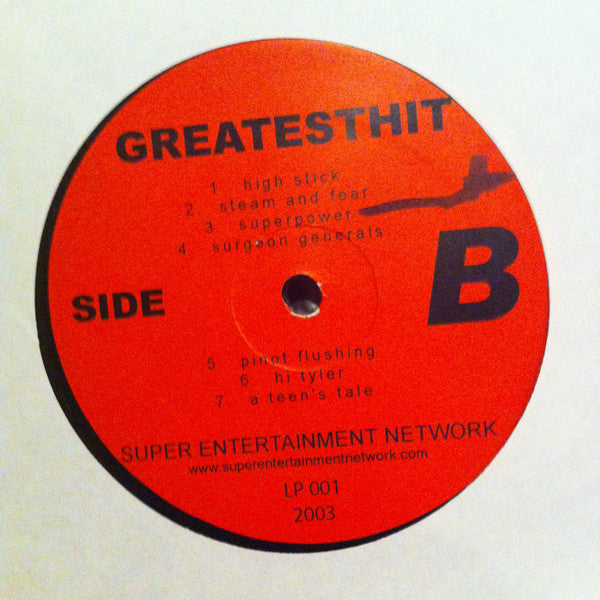 GREATESTHIT
1 high stick
2 steam and fear
3 superpower
4 surgeon generals
SIDE B
5 pinot flushing
6 hi tyler
7 a teen's tale
SUPER ENTERTAINMENT NETWORK
www.superentertainmentnetwork.com
LP 001
2003